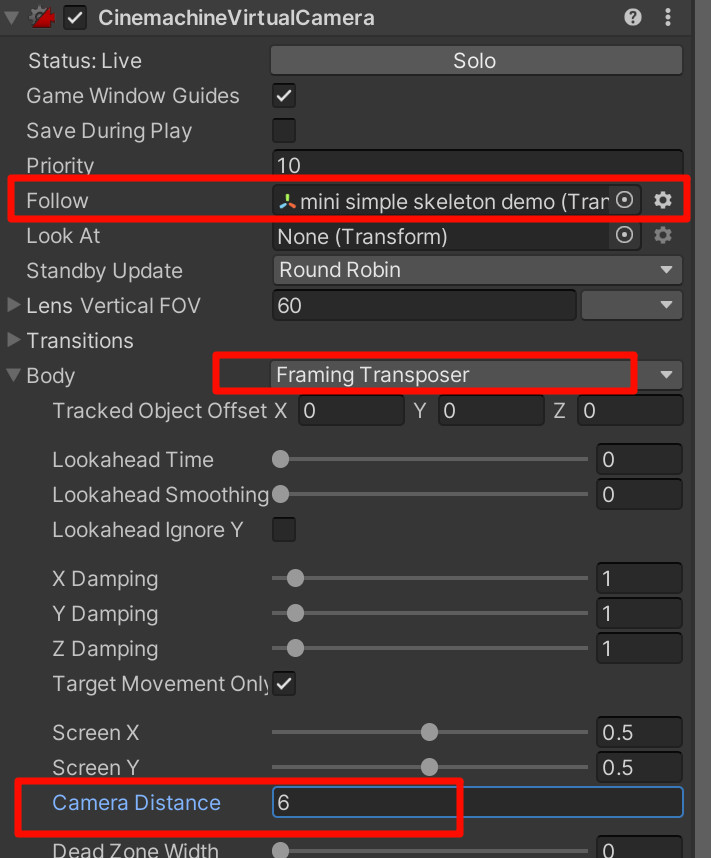 CinemachineVirtualCamera
Status: Live Solo
Game Window Guides
Save During Play
Priority 10
Follow mini simple skeleton demo (Tran
Look At None (Transform)
Standby Update Round Robin
Lens Vertical FOV 60
Transitions
Body Framing Transposer
Tracked Object Offset X 0 Y 0 Z 0
Lookahead Time 0
Lookahead Smoothing 0
Lookahead Ignore Y
X Damping 1
Y Damping 1
Z Damping 1
Target Movement Only
Screen X 0.5
Screen Y 0.5
Camera Distance 6
Dead Zone Width 0